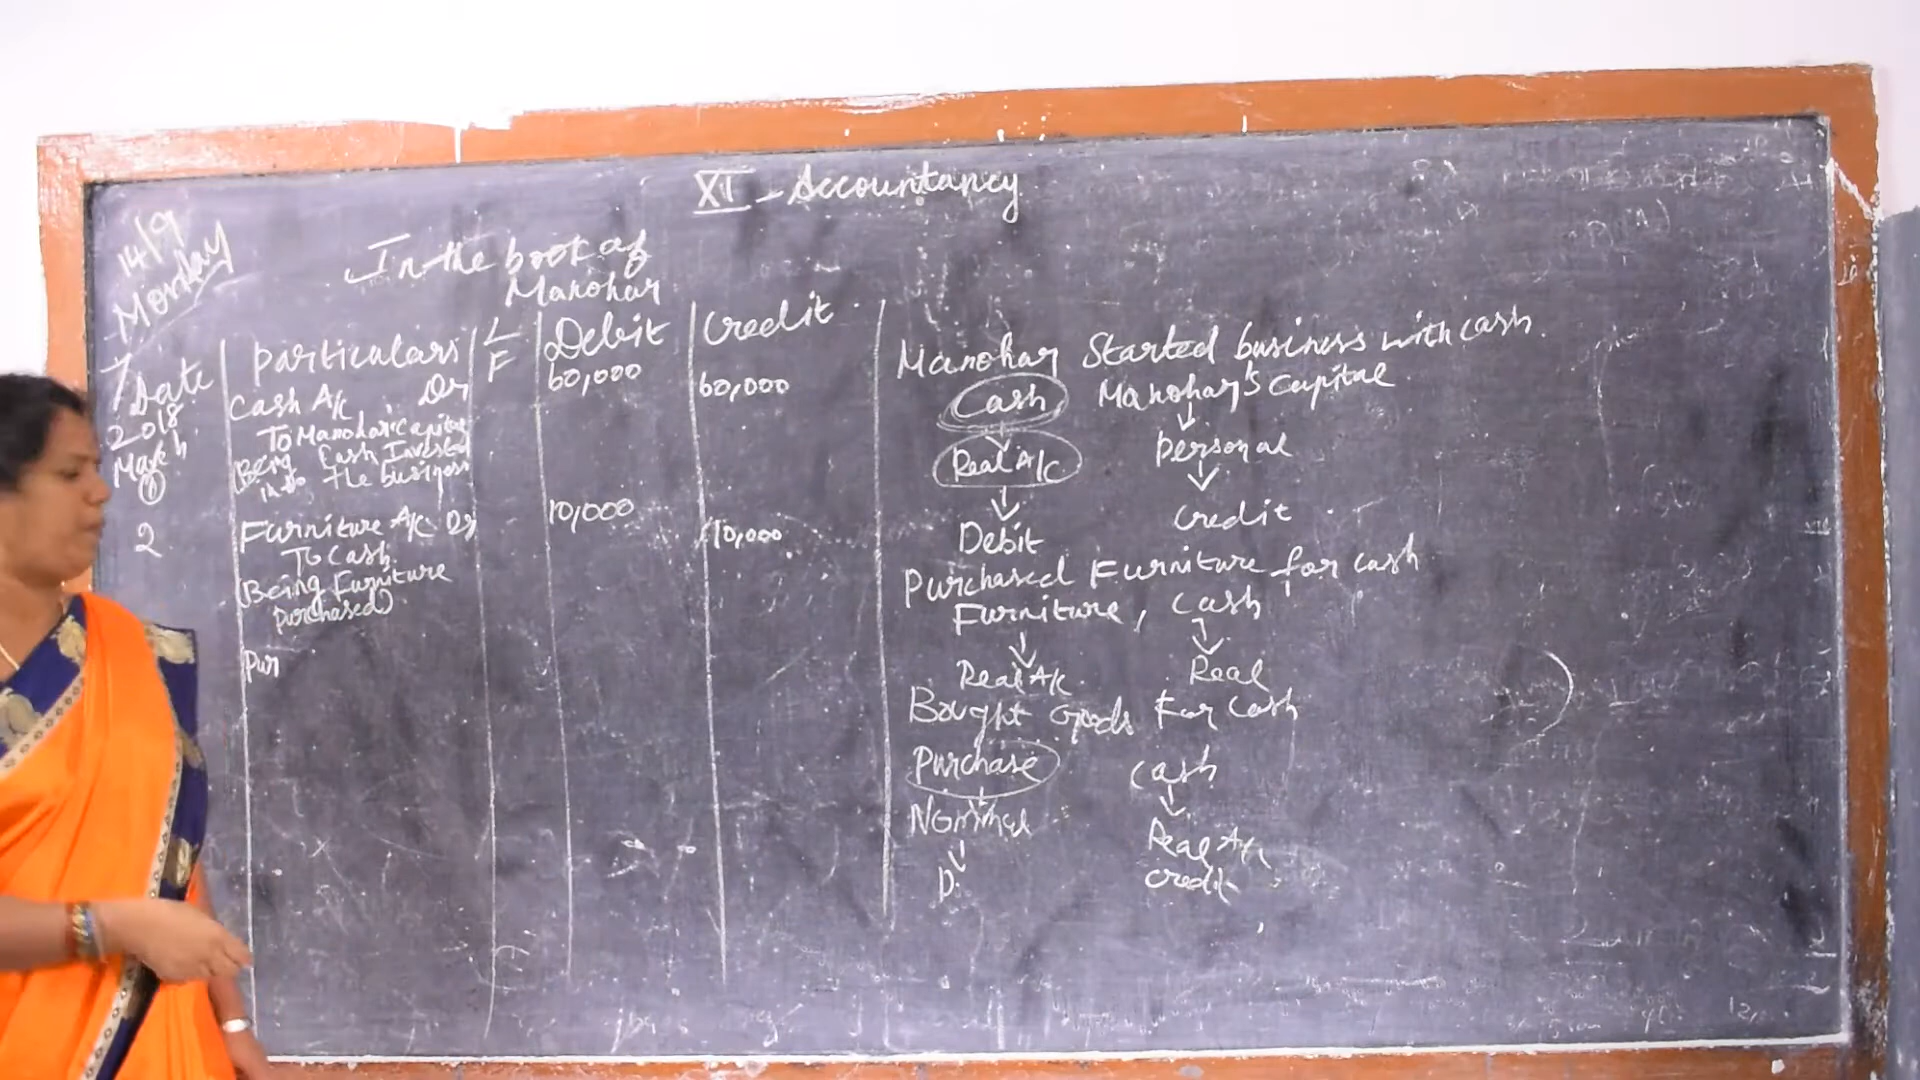 XI - Accountancy
14/9
Monday
In the book of
Manohar
Date | Particulars | L F | Debit | Credit
2018 Cash A/c Dr 60,000
March To Manohar's Capital 60,000
1 (Being Cash Invested
into the business
2 Furniture A/c Dr 10,000
To Cash 10,000
(Being Furniture
purchased)
Pur
Manohar Started business with cash.
Cash Manohar's Capital
Real A/c Personal
Debit Credit
Purchased Furniture for cash
Furniture, Cash
Real A/c Real
Bought Goods For Cash
Purchase Cash
Nominal Real A/c
D. Credit